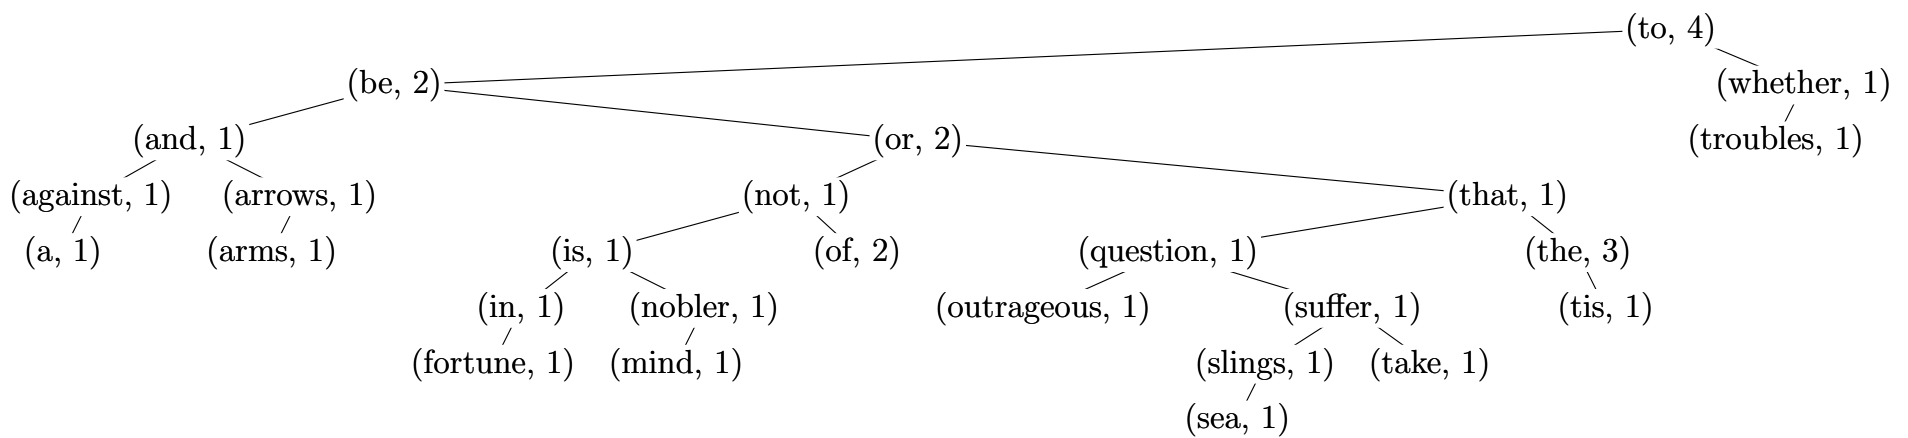 (to, 4)
(be, 2) (whether, 1)
(and, 1) (or, 2) (troubles, 1)
(against, 1) (arrows, 1) (not, 1) (that, 1)
(a, 1) (arms, 1) (is, 1) (of, 2) (question, 1) (the, 3)
(in, 1) (nobler, 1) (outrageous, 1) (suffer, 1) (tis, 1)
(fortune, 1) (mind, 1) (slings, 1) (take, 1)
(sea, 1)